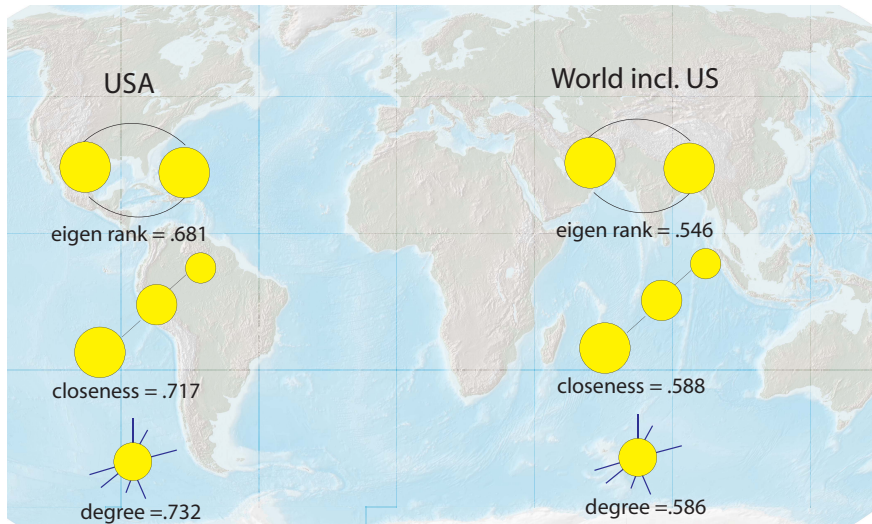 USA
eigen rank = .681
closeness = .717
degree =.732
World incl. US
eigen rank =.546
closeness =.588
degree =.586